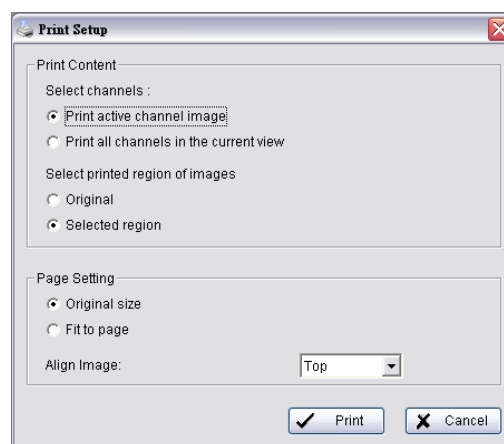 Print Setup
Print Content
Select channels :
Print active channel image
Print all channels in the current view
Select printed region of images
Original
Selected region
Page Setting
Original size
Fit to page
Align Image: Top
Print Cancel